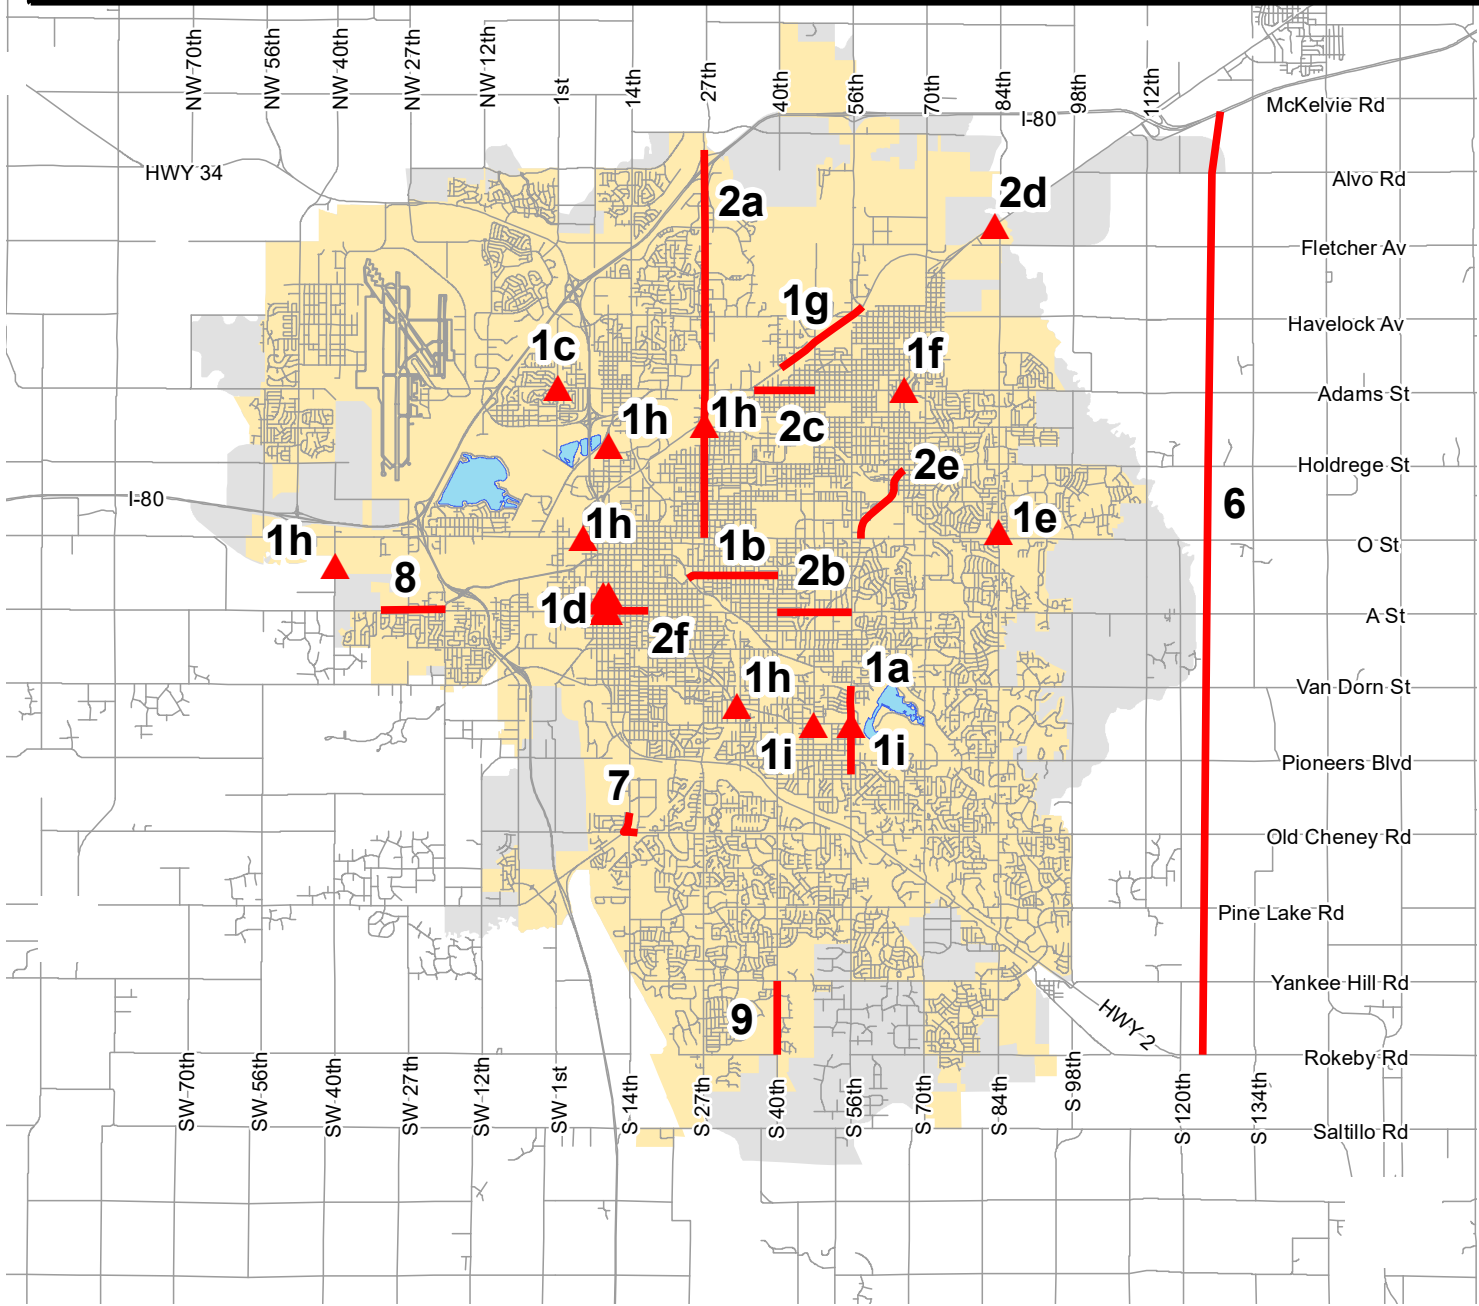 NW 70th
NW 56th
NW 40th
NW 27th
NW 12th
1st
14th
27th
40th
56th
70th
84th
98th
112th
McKelvie Rd
I-80
HWY 34
Alvo Rd
2a
2d
Fletcher Av
1g
Havelock Av
1c
1f
Adams St
1h
1h
2c
Holdrege St
2e
I-80
6
1h
1h
1e
O St
1b
8
2b
1d
A St
2f
1h
1a
Van Dorn St
1i
1i
Pioneers Blvd
7
Old Cheney Rd
Pine Lake Rd
Yankee Hill Rd
9
HWY 2
Rokeby Rd
SW 70th
SW 56th
SW 40th
SW 27th
SW 12th
SW 1st
S 14th
S 27th
S 40th
S 56th
S 70th
S 84th
S 98th
S 120th
S 134th
Saltillo Rd